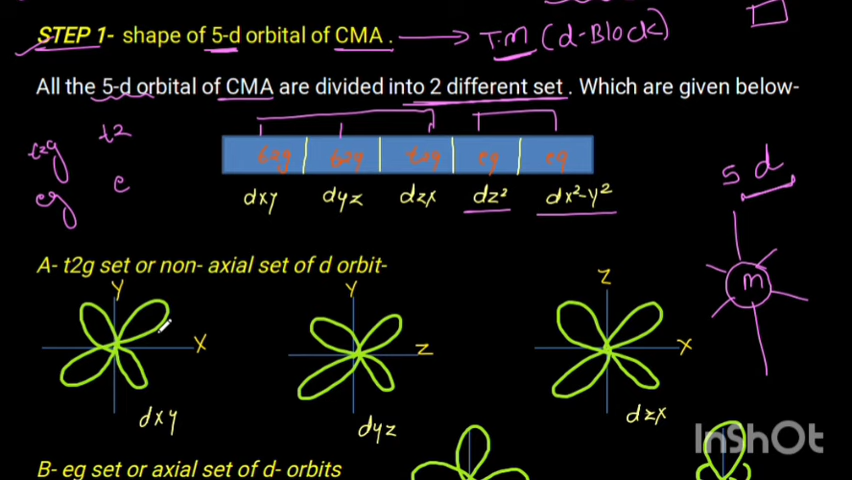 STEP 1- shape of 5-d orbital of CMA. T.M (d-Block)
All the 5-d orbital of CMA are divided into 2 different set. Which are given below-
t2g t2
eg e
t2g t2g t2g eg eg
dxy dyz dzx dz² dx²-y²
5 d
M
A- t2g set or non- axial set of d orbit-
Y X
Y Z
Z X
dxy dyz dzx
InShOt
B- eg set or axial set of d- orbits